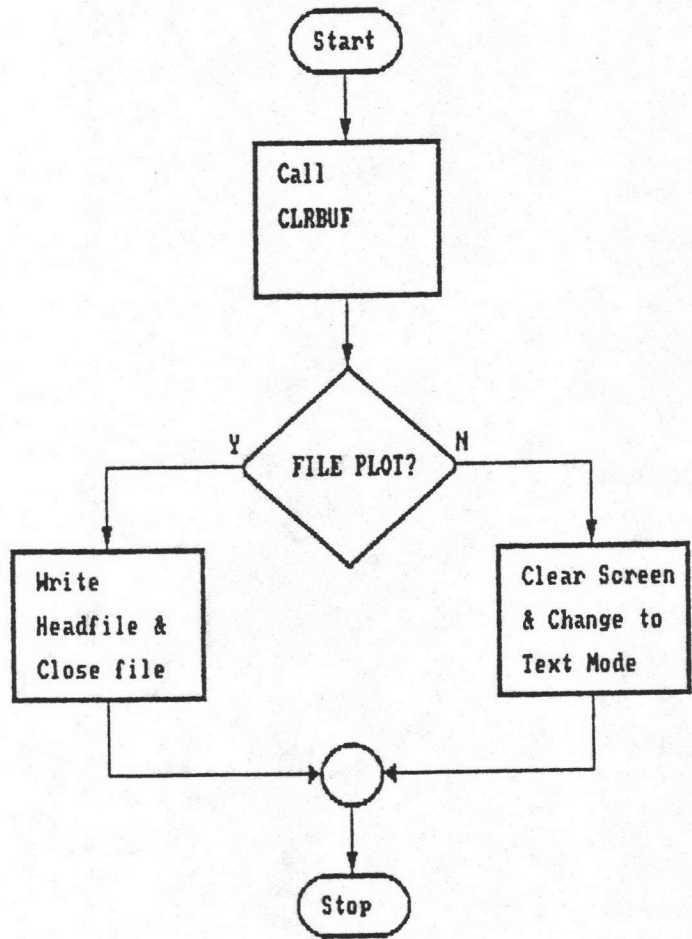 Start
Call
CLRBUF
Y
FILE PLOT?
N
Write
Headfile &
Close file
Clear Screen
& Change to
Text Mode
Stop